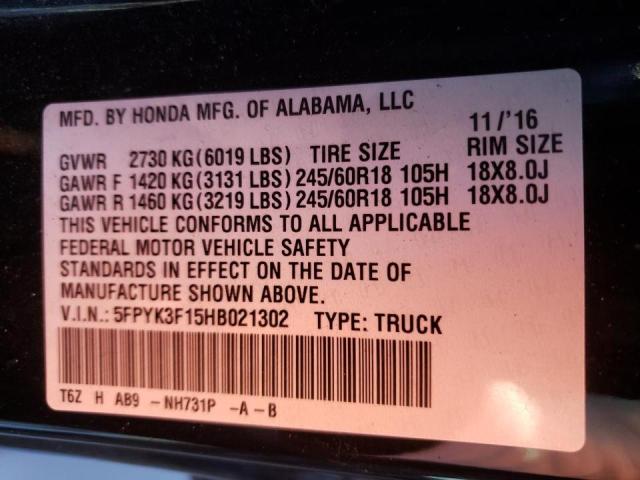 MFD. BY HONDA MFG. OF ALABAMA, LLC
11/'16
GVWR 2730 KG(6019 LBS) TIRE SIZE RIM SIZE
GAWR F 1420 KG(3131 LBS) 245/60R18 105H 18X8.0J
GAWR R 1460 KG(3219 LBS) 245/60R18 105H 18X8.0J
THIS VEHICLE CONFORMS TO ALL APPLICABLE
FEDERAL MOTOR VEHICLE SAFETY
STANDARDS IN EFFECT ON THE DATE OF
MANUFACTURE SHOWN ABOVE.
V.I.N.: 5FPYK3F15HB021302 TYPE: TRUCK
T6Z H AB9 -NH731P -A-B